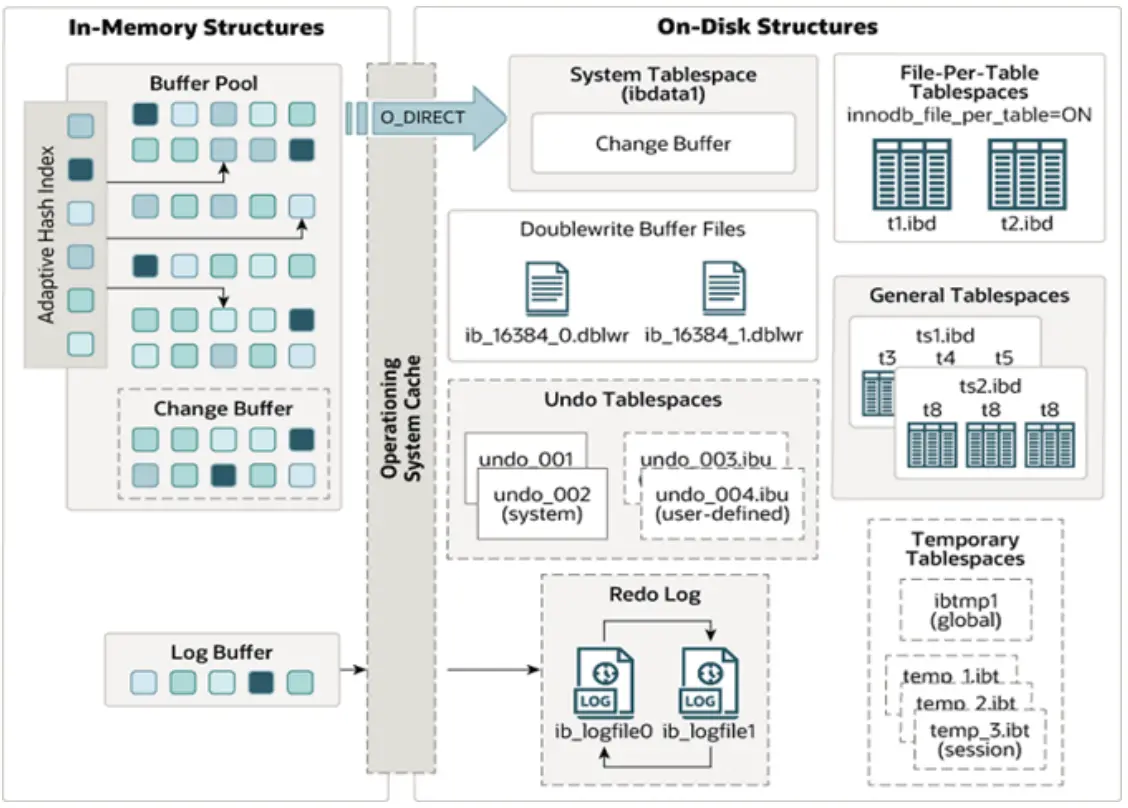 In-Memory Structures
Buffer Pool
Adaptive Hash Index
Change Buffer
Log Buffer
Operationing
System Cache
O_DIRECT
On-Disk Structures
System Tablespace
(ibdata1)
Change Buffer
Doublewrite Buffer Files
ib_16384_0.dblwr
ib_16384_1.dblwr
Undo Tablespaces
undo_001
undo_002
(system)
undo_003.ibu
undo_004.ibu
(user-defined)
Redo Log
LOG
LOG
ib_logfile0
ib_logfile1
File-Per-Table
Tablespaces
innodb_file_per_table=ON
t1.ibd
t2.ibd
General Tablespaces
ts1.ibd
t3 t4 t5
ts2.ibd
t8 t8 t8
Temporary
Tablespaces
ibtmp1
(global)
temp_1.ibt
temp_2.ibt
temp_3.ibt
(session)